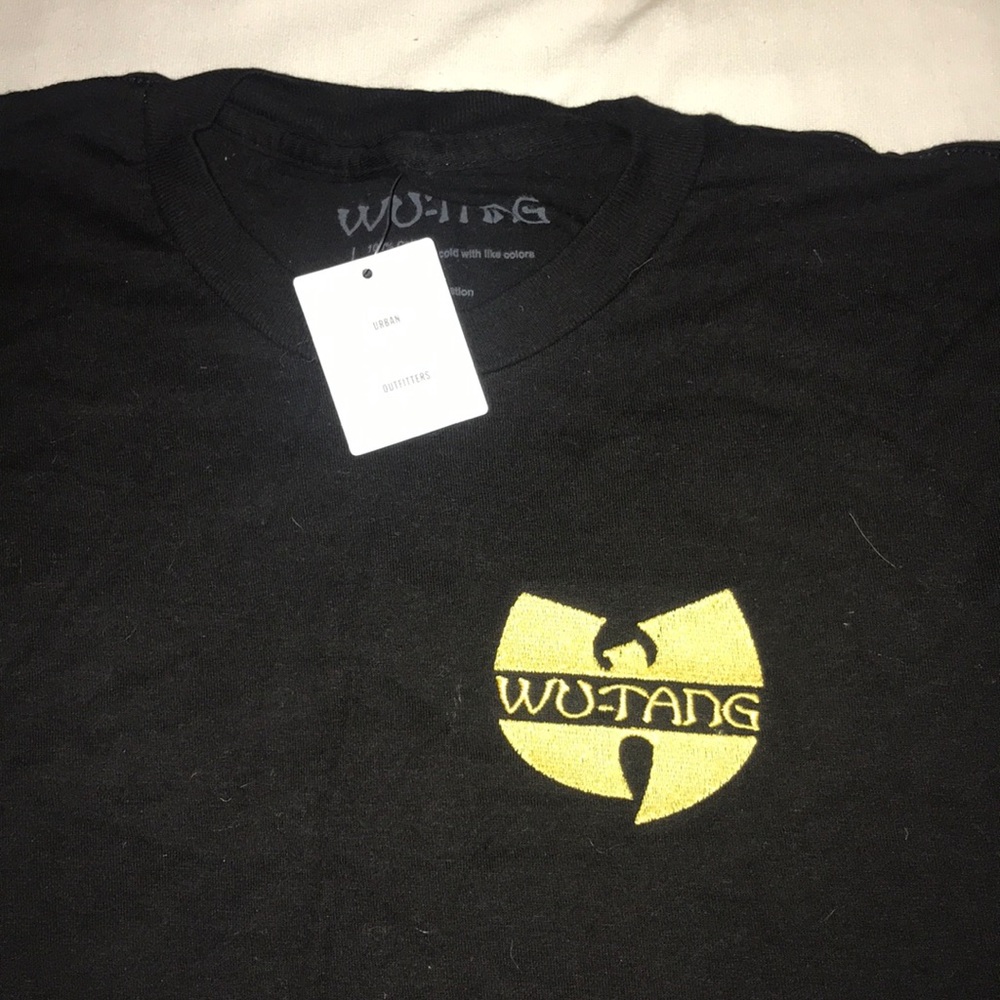 WU-TANG
cold with like colors
URBAN
OUTFITTERS
WU-TANG